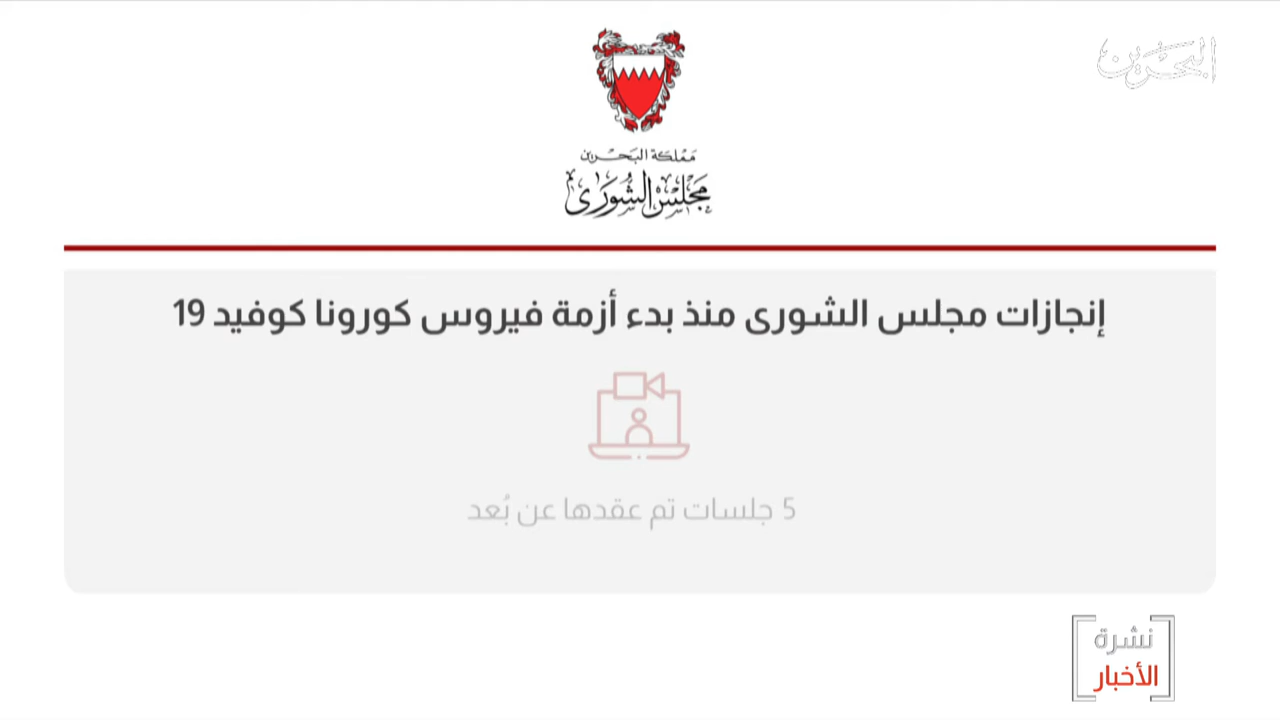 البحرين
مملكة البحرين
مجلس الشورى
إنجازات مجلس الشورى منذ بدء أزمة فيروس كورونا كوفيد 19
5 جلسات تم عقدها عن بُعد
نشرة
الأخبار